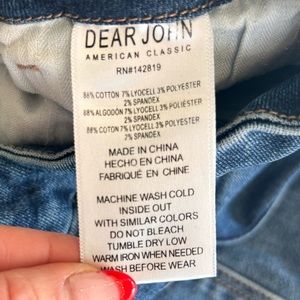 DEAR JOHN
AMERICAN CLASSIC
RN#142819
88% COTTON 7% LYOCELL 3% POLYESTER
2% SPANDEX
88% ALGODÓN 7% LYOCELL 3% POLIÉSTER
2% SPANDEX
88% COTON 7% LYOCELL 3% POLYESTER
2% SPANDEX
MADE IN CHINA
HECHO EN CHINA
FABRIQUÉ EN CHINE
MACHINE WASH COLD
INSIDE OUT
WITH SIMILAR COLORS
DO NOT BLEACH
TUMBLE DRY LOW
WARM IRON WHEN NEEDED
WASH BEFORE WEAR